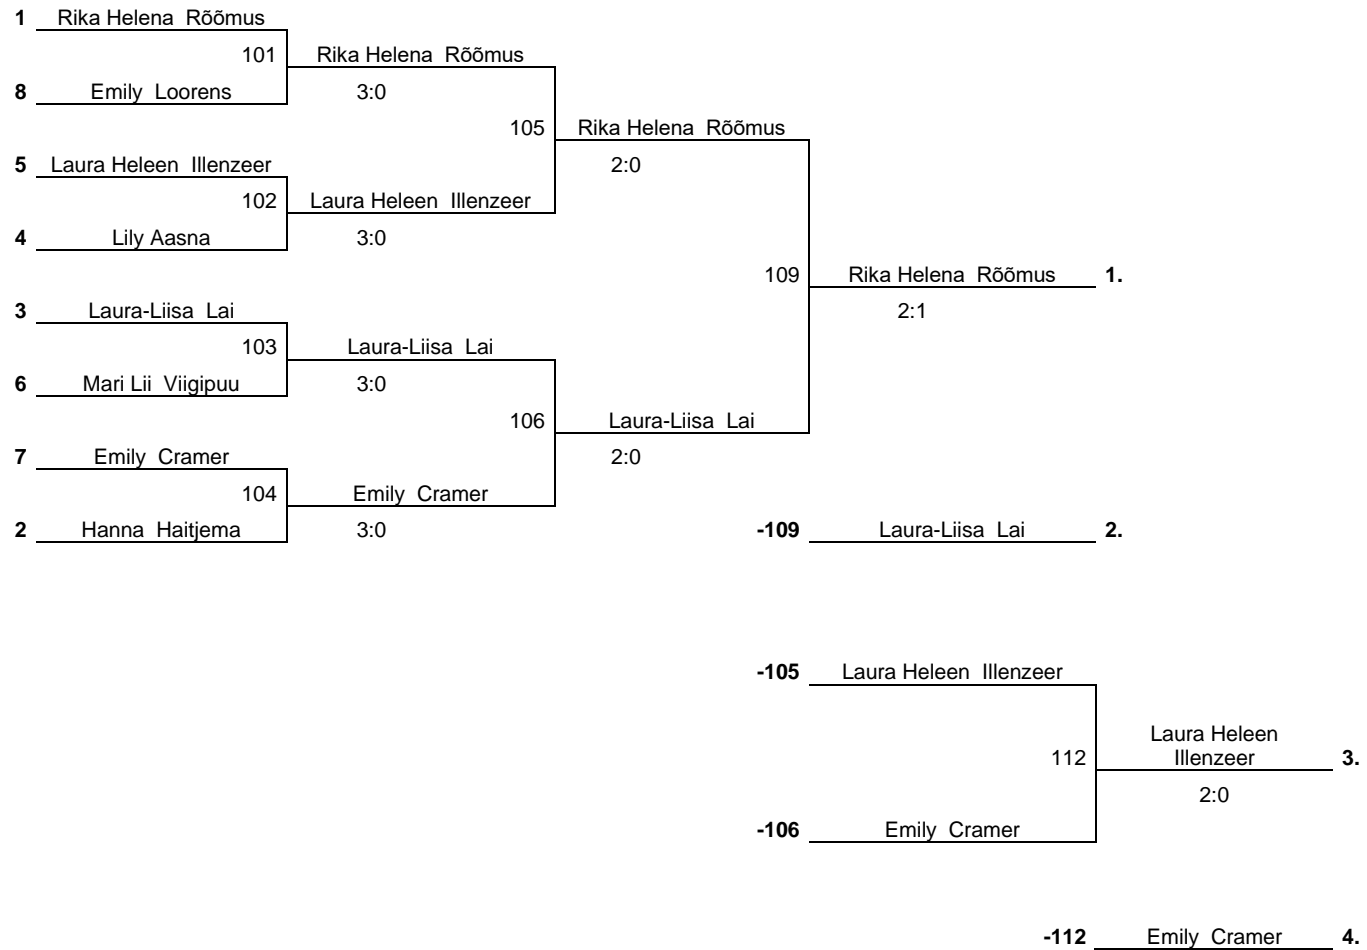 1 Rika Helena Rõõmus
101 Rika Helena Rõõmus
8 Emily Loorens 3:0
105 Rika Helena Rõõmus
5 Laura Heleen Illenzeer 2:0
102 Laura Heleen Illenzeer
4 Lily Aasna 3:0
109 Rika Helena Rõõmus 1.
3 Laura-Liisa Lai 2:1
103 Laura-Liisa Lai
6 Mari Lii Viigipuu 3:0
106 Laura-Liisa Lai
7 Emily Cramer 2:0
104 Emily Cramer
2 Hanna Haitjema 3:0 -109 Laura-Liisa Lai 2.
-105 Laura Heleen Illenzeer
Laura Heleen
112 Illenzeer 3.
2:0
-106 Emily Cramer
-112 Emily Cramer 4.